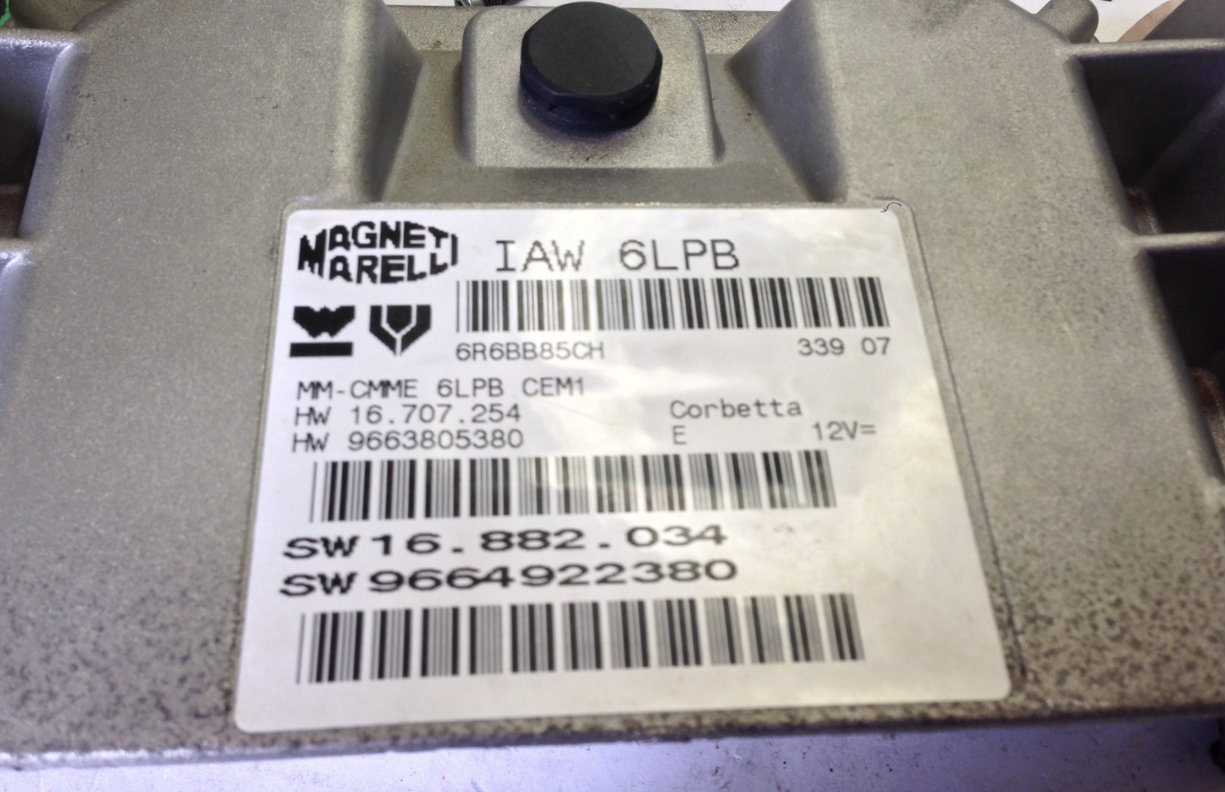 MAGNETI
MARELLI
IAW 6LPB
6R6BB85CH 339 07
MM-CMME 6LPB CEM1
HW 16.707.254 Corbetta
HW 9663805380 E 12V=
SW 16.882.034
SW 9664922380